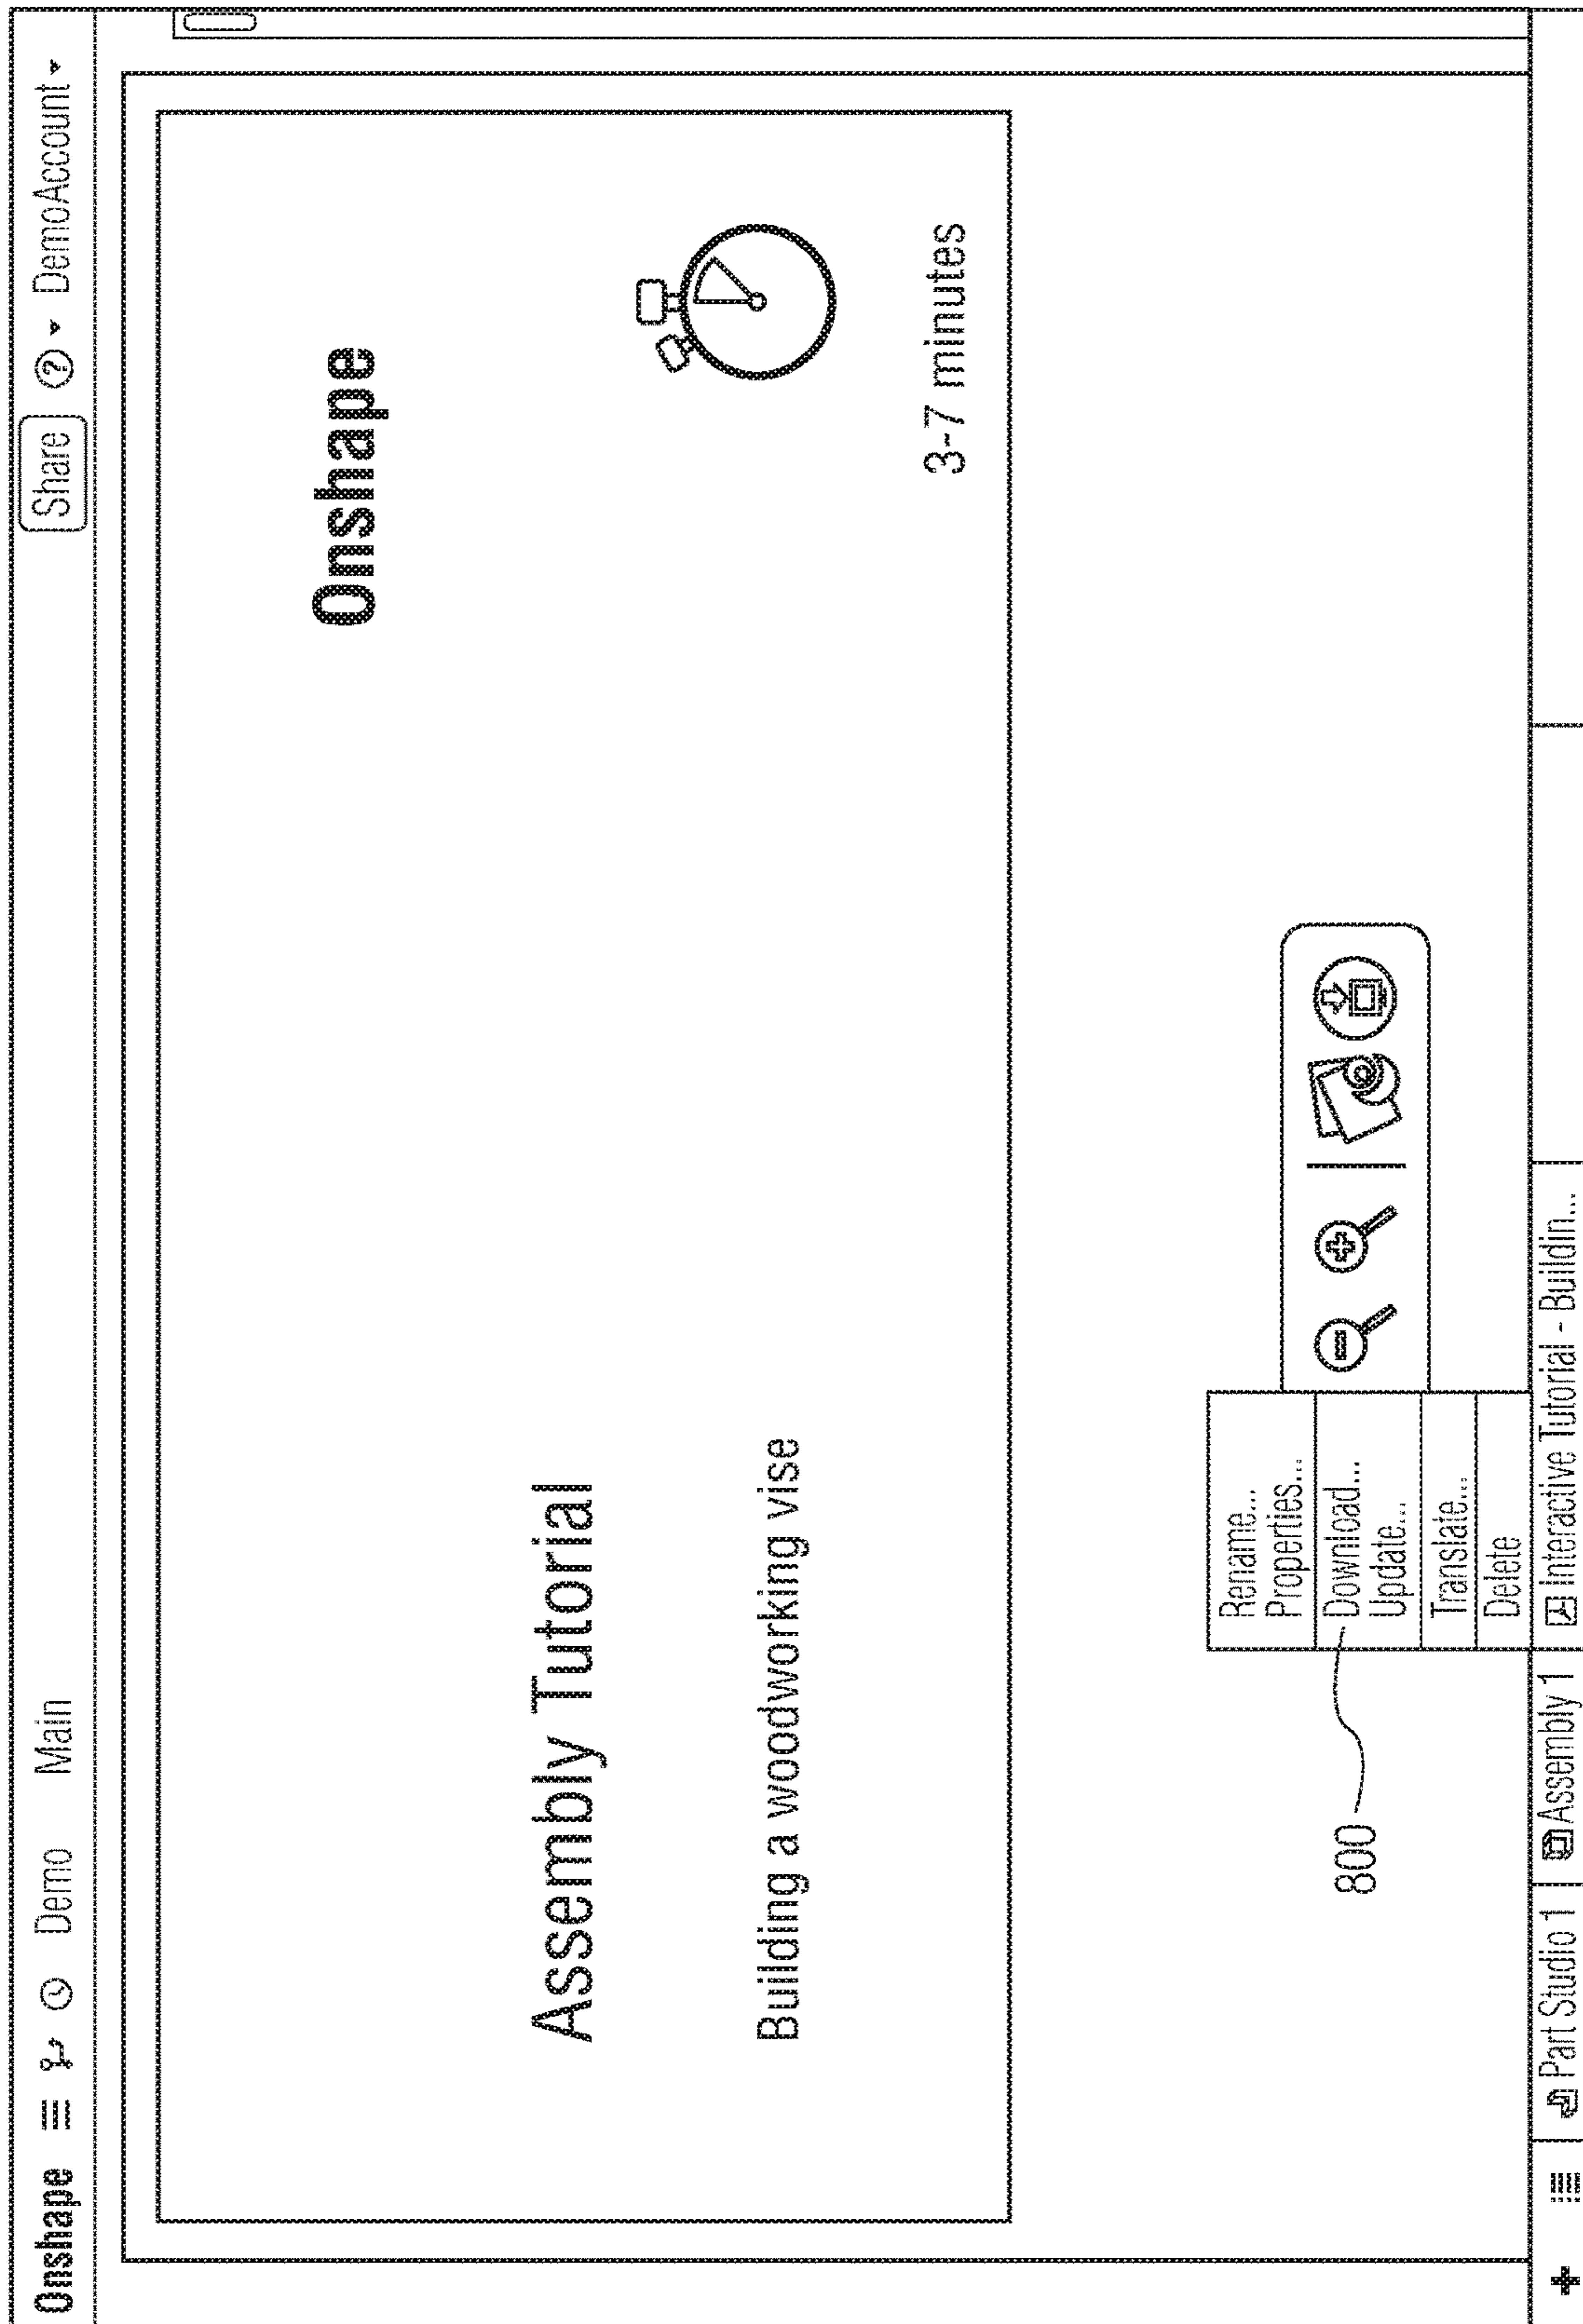 Onshape Demo Main Share ? DemoAccount
Onshape
Assembly Tutorial
Building a woodworking vise
3-7 minutes
Rename...
Properties...
Download...
Update...
Translate...
Delete
800
+ Part Studio 1 Assembly 1 Interactive Tutorial - Buildin...